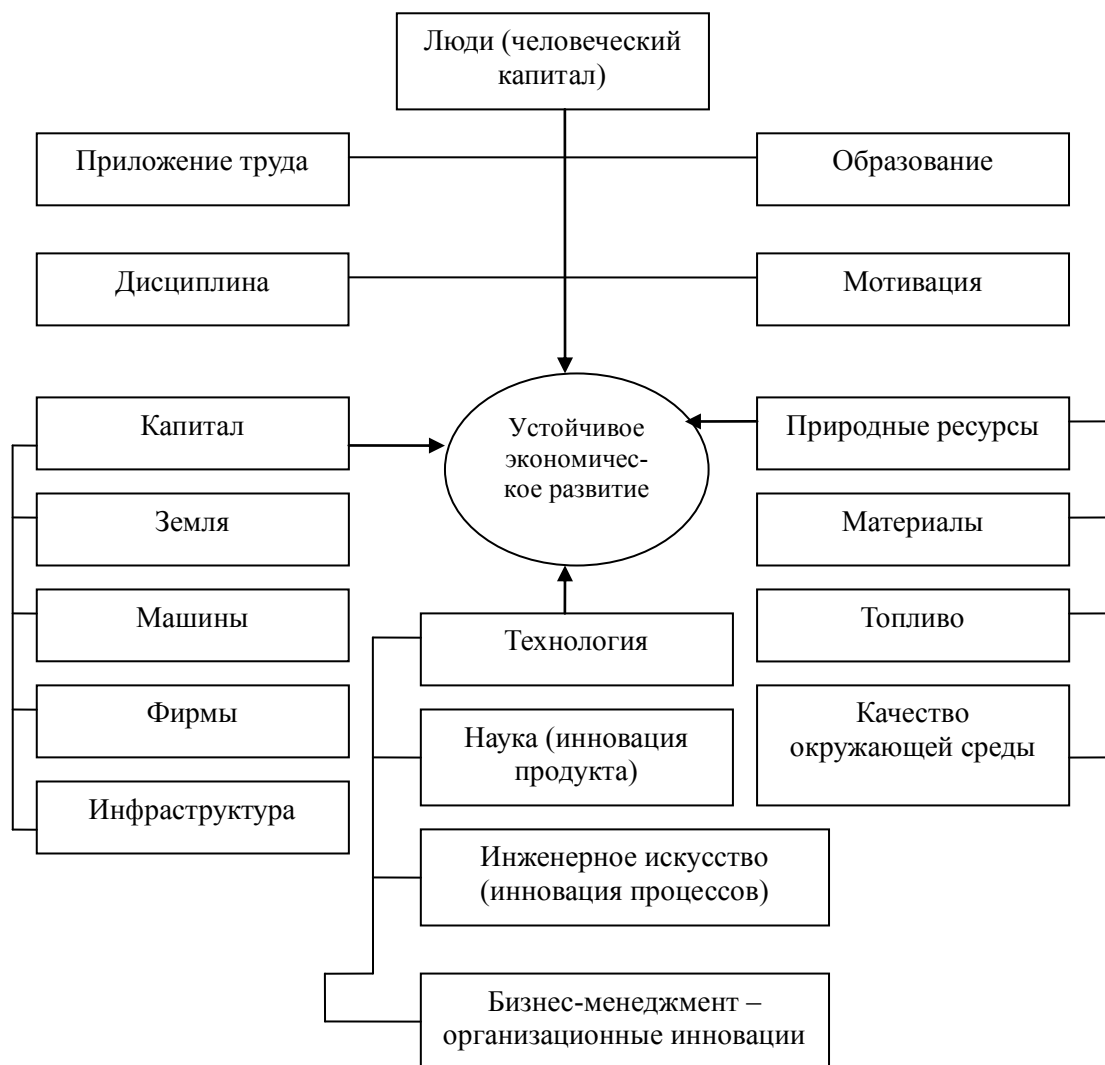 Люди (человеческий
капитал)
Приложение труда
Образование
Дисциплина
Мотивация
Капитал
Устойчивое
экономичес-
кое развитие
Природные ресурсы
Земля
Материалы
Машины
Технология
Топливо
Фирмы
Наука (инновация
продукта)
Качество
окружающей среды
Инфраструктура
Инженерное искусство
(инновация процессов)
Бизнес-менеджмент –
организационные инновации